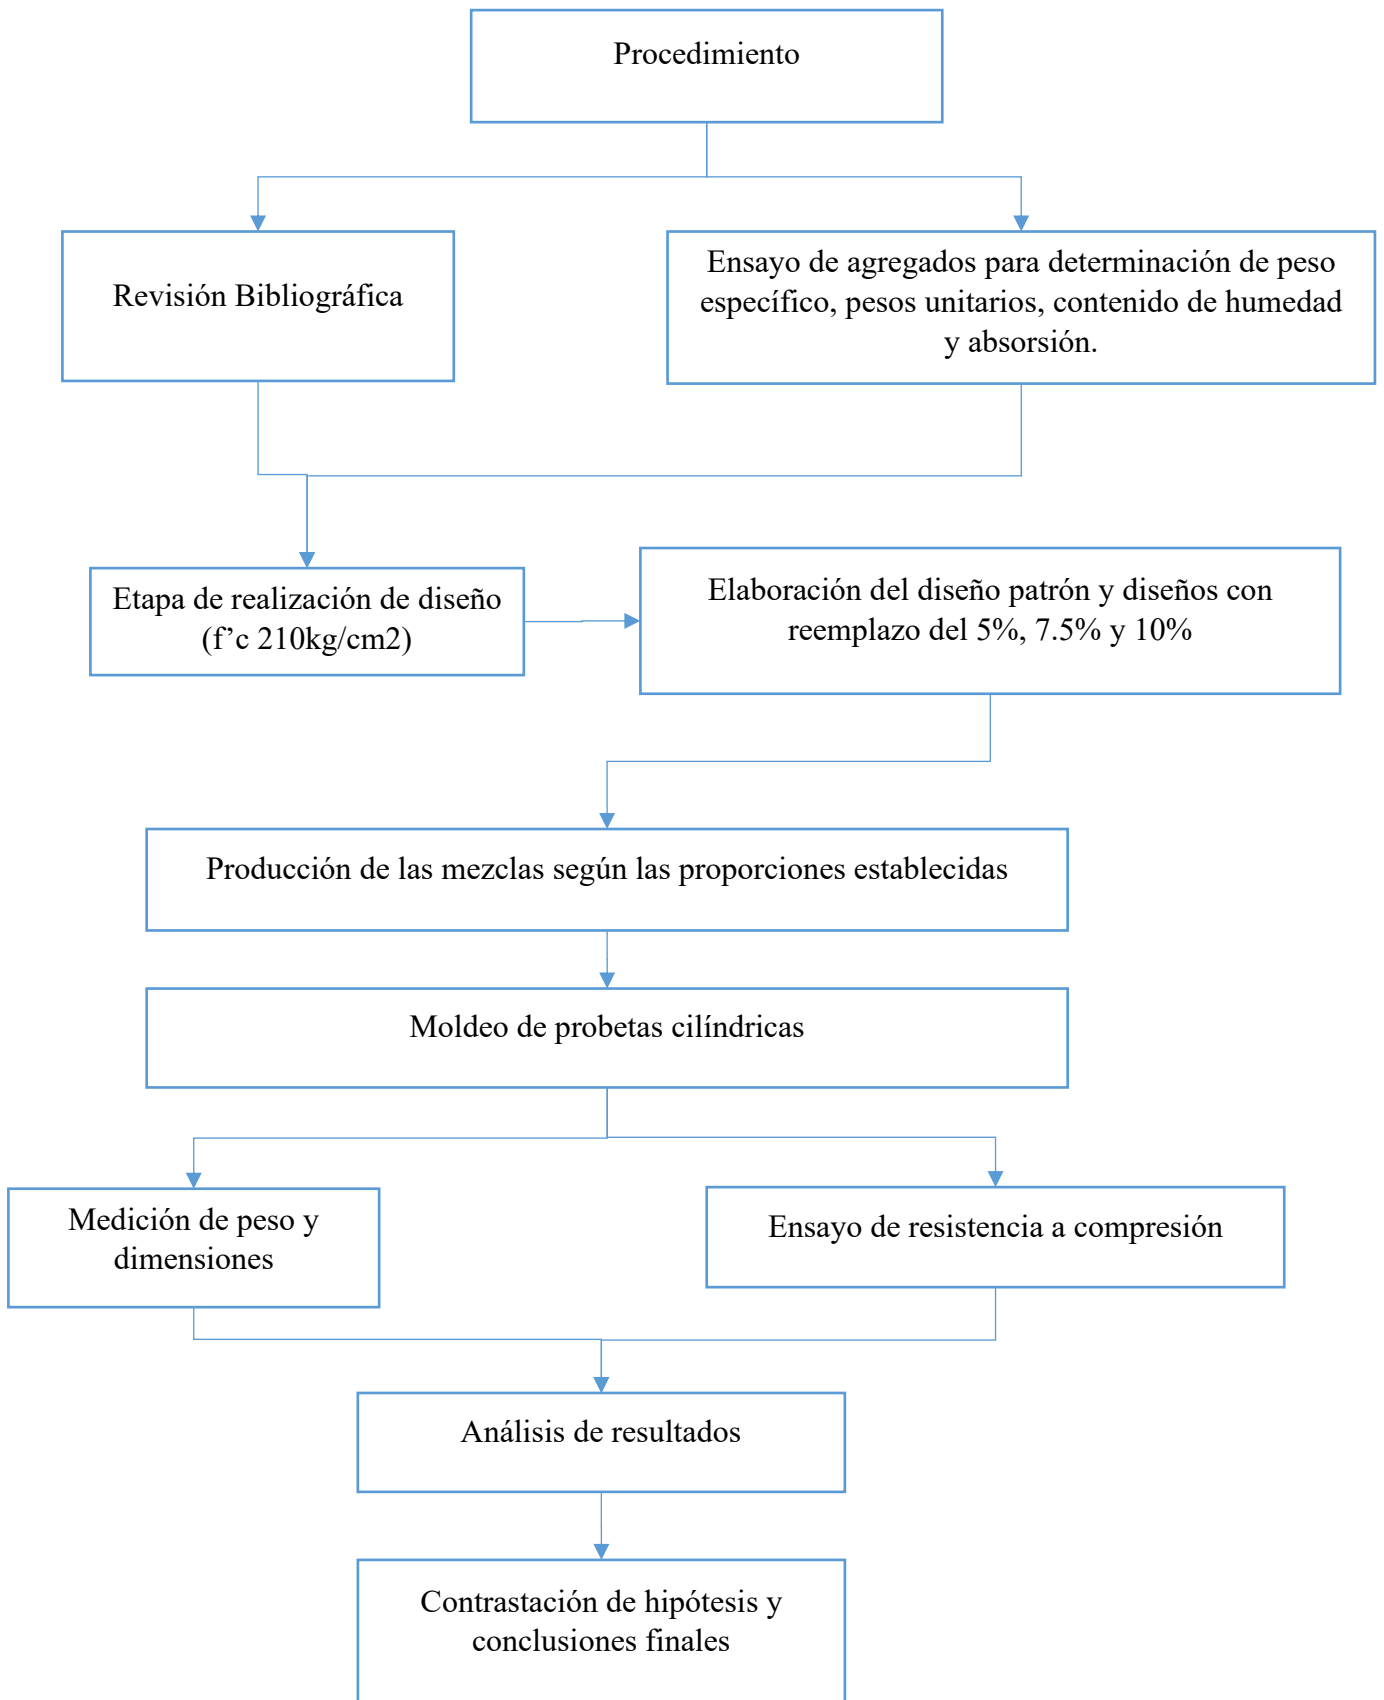 Procedimiento
Revisión Bibliográfica
Ensayo de agregados para determinación de peso
específico, pesos unitarios, contenido de humedad
y absorsión.
Etapa de realización de diseño
(f’c 210kg/cm2)
Elaboración del diseño patrón y diseños con
reemplazo del 5%, 7.5% y 10%
Producción de las mezclas según las proporciones establecidas
Moldeo de probetas cilíndricas
Medición de peso y
dimensiones
Ensayo de resistencia a compresión
Análisis de resultados
Contrastación de hipótesis y
conclusiones finales